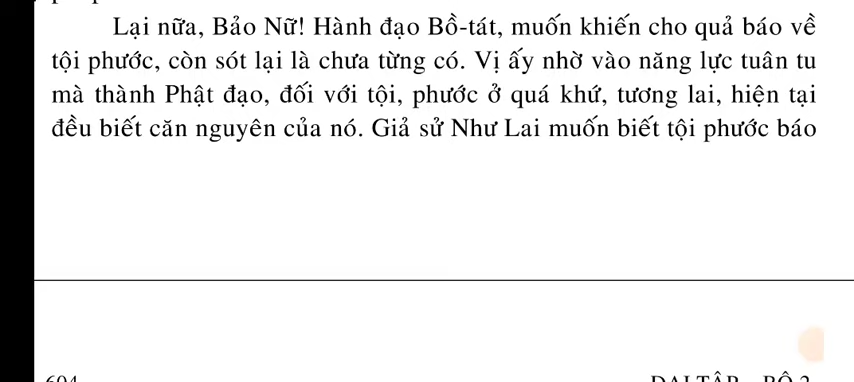 Lại nữa, Bảo Nữ! Hành đạo Bồ-tát, muốn khiến cho quả báo về
tội phước, còn sót lại là chưa từng có. Vị ấy nhờ vào năng lực tuân tu
mà thành Phật đạo, đối với tội, phước ở quá khứ, tương lai, hiện tại
đều biết căn nguyên của nó. Giả sử Như Lai muốn biết tội phước báo